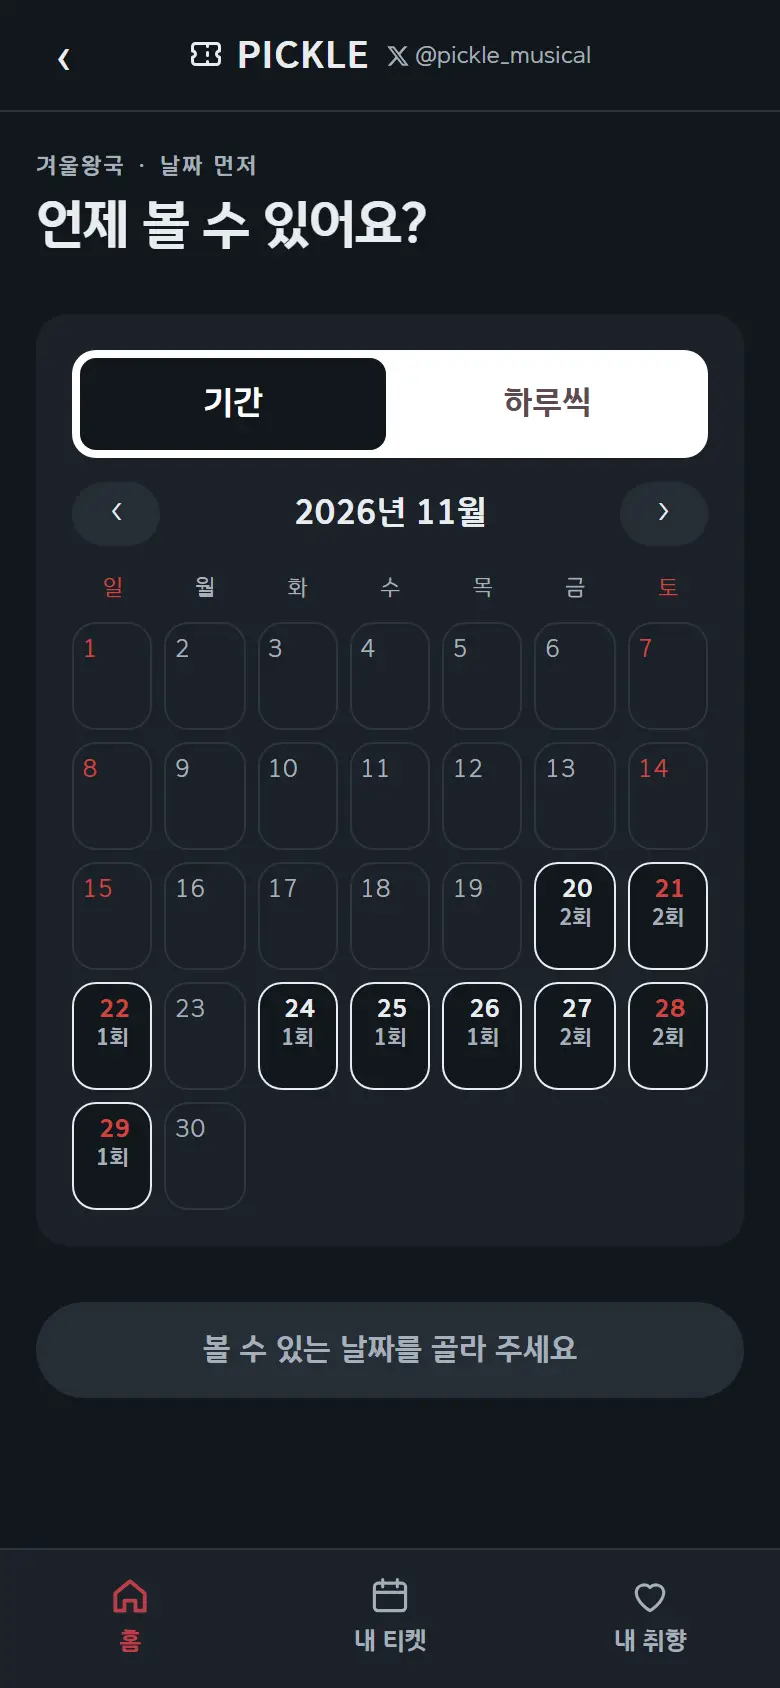 ‹ PICKLE 𝕏 @pickle_musical
겨울왕국 · 날짜 먼저
언제 볼 수 있어요?
기간 하루씩
‹ 2026년 11월 ›
일 월 화 수 목 금 토
1 2 3 4 5 6 7
8 9 10 11 12 13 14
15 16 17 18 19 20 21
2회 2회
22 23 24 25 26 27 28
1회 1회 1회 1회 2회 2회
29 30
1회
볼 수 있는 날짜를 골라 주세요
홈 내 티켓 내 취향